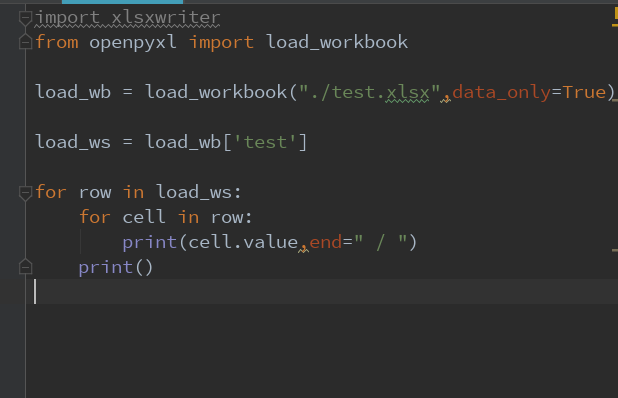 import xlsxwriter
from openpyxl import load_workbook
load_wb = load_workbook("./test.xlsx",data_only=True)
load_ws = load_wb['test']
for row in load_ws:
    for cell in row:
        print(cell.value,end=" / ")
    print()